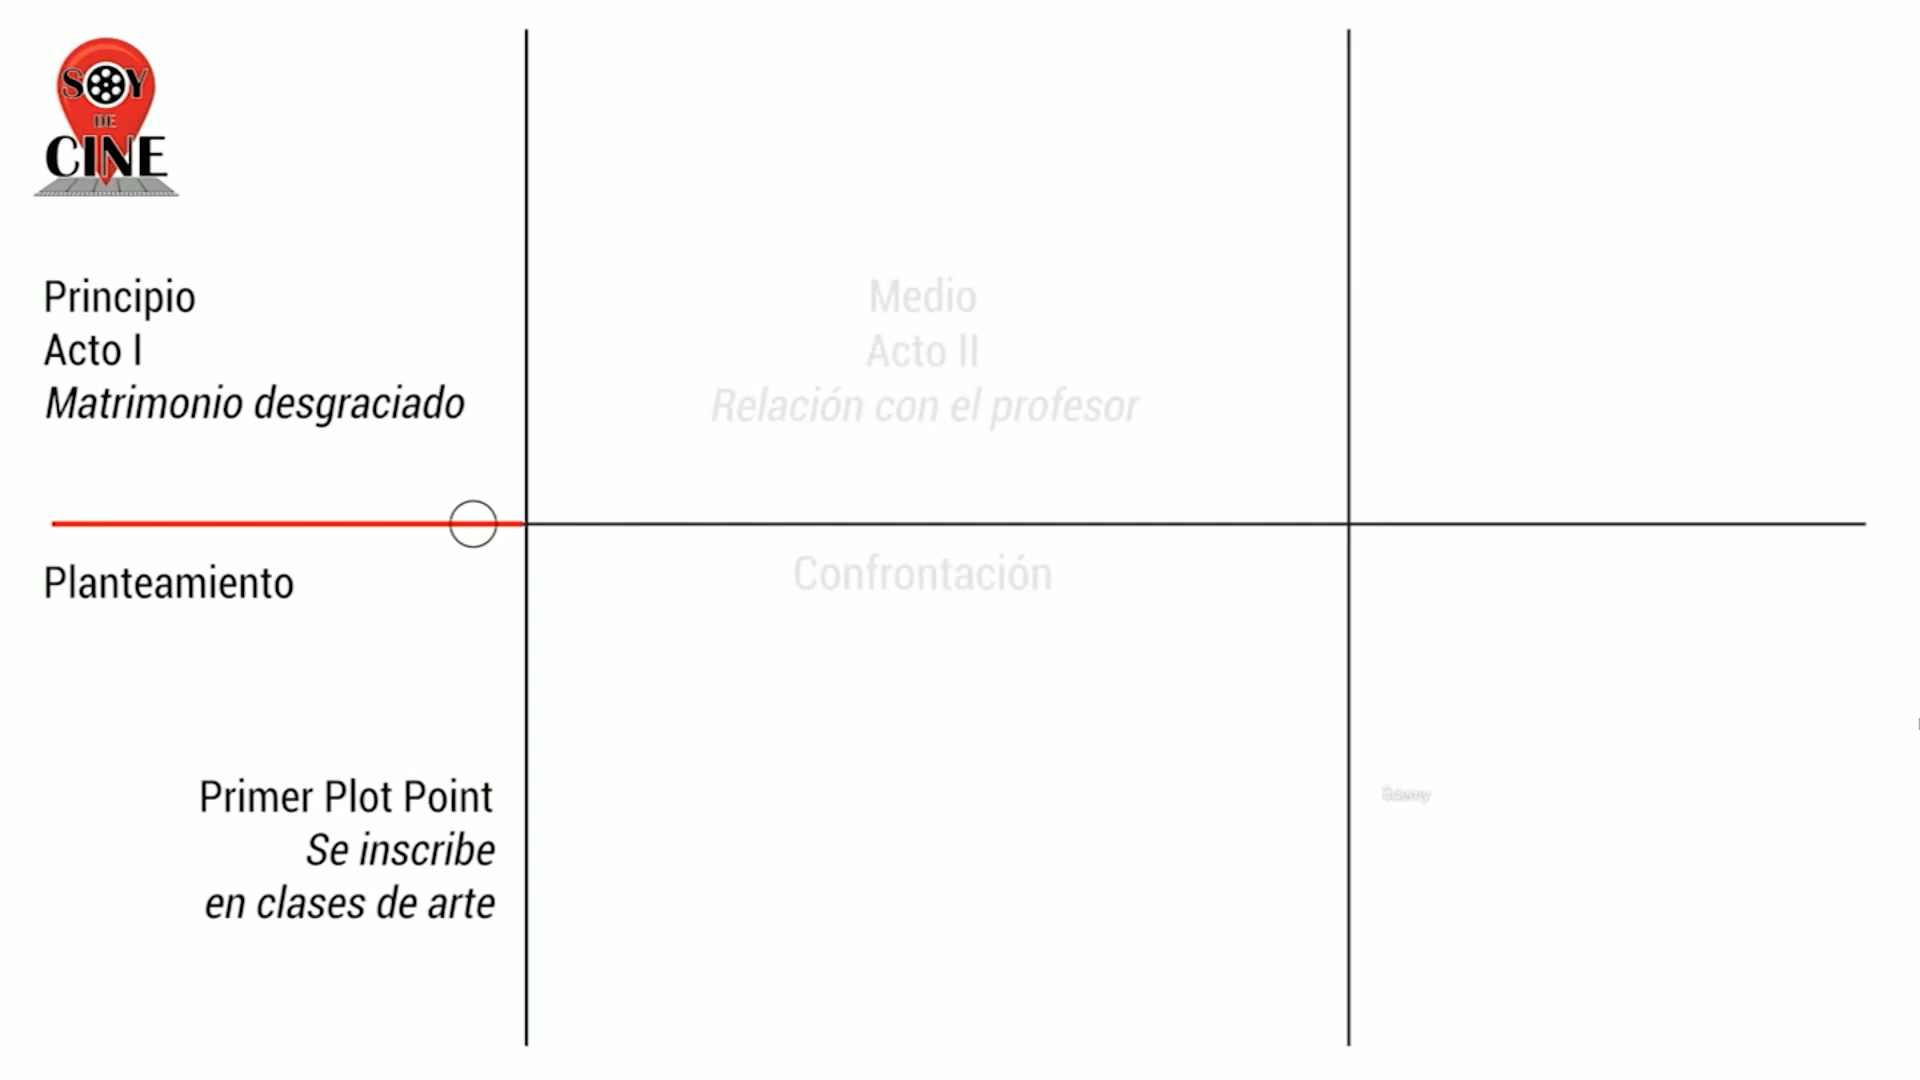 SOY
DE
CINE
Principio
Acto I
Matrimonio desgraciado
Medio
Acto II
Relación con el profesor
Planteamiento
Confrontación
Primer Plot Point
Se inscribe
en clases de arte
ûdemy